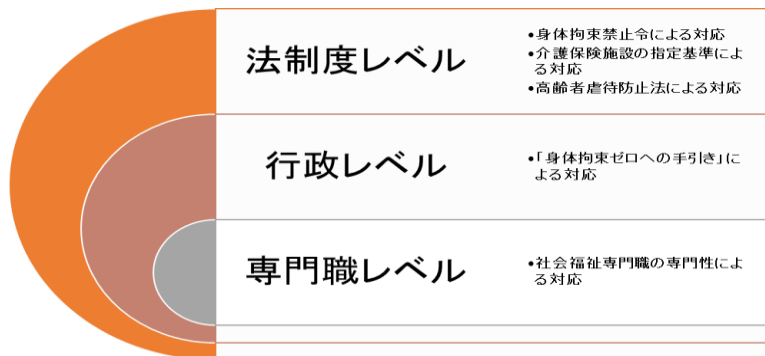 法制度レベル
•身体拘束禁止令による対応
•介護保険施設の指定基準によ
る対応
•高齢者虐待防止法による対応
行政レベル
•「身体拘束ゼロへの手引き」に
よる対応
専門職レベル
•社会福祉専門職の専門性によ
る対応